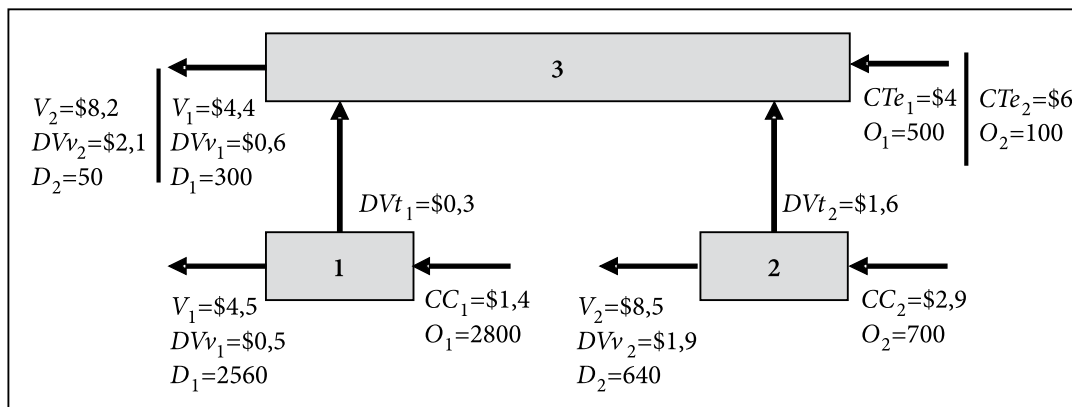 3
V₂=$8,2
DVv₂=$2,1
D₂=50
V₁=$4,4
DVv₁=$0,6
D₁=300
CTe₁=$4
O₁=500
CTe₂=$6
O₂=100
DVt₁=$0,3
DVt₂=$1,6
1
V₁=$4,5
DVv₁=$0,5
D₁=2560
CC₁=$1,4
O₁=2800
2
V₂=$8,5
DVv₂=$1,9
D₂=640
CC₂=$2,9
O₂=700